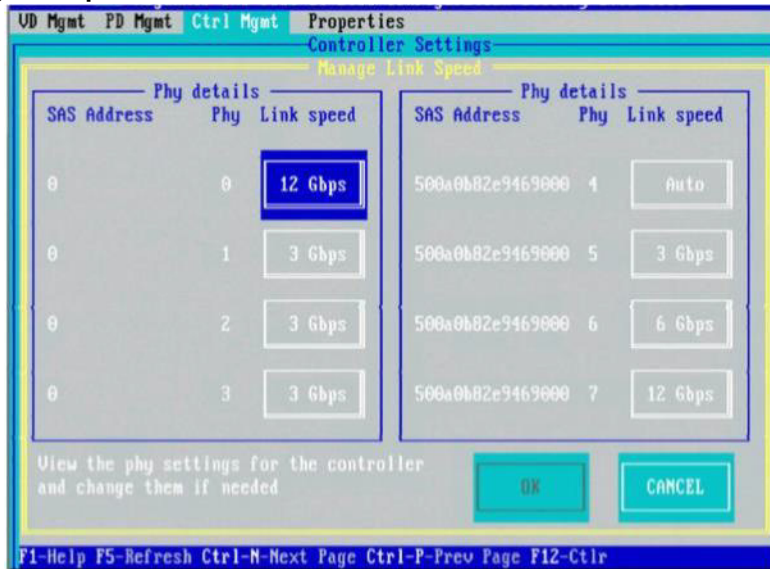 VD Mgmt PD Mgmt Ctrl Mgmt Properties
Controller Settings
Manage Link Speed
Phy details
SAS Address Phy Link speed
0 0 12 Gbps
0 1 3 Gbps
0 2 3 Gbps
0 3 3 Gbps
Phy details
SAS Address Phy Link speed
500a0b82e9469000 4 Auto
500a0b82e9469000 5 3 Gbps
500a0b82e9469000 6 6 Gbps
500a0b82e9469000 7 12 Gbps
View the phy settings for the controller
and change them if needed
OK CANCEL
F1-Help F5-Refresh Ctrl-N-Next Page Ctrl-P-Prev Page F12-Ctlr